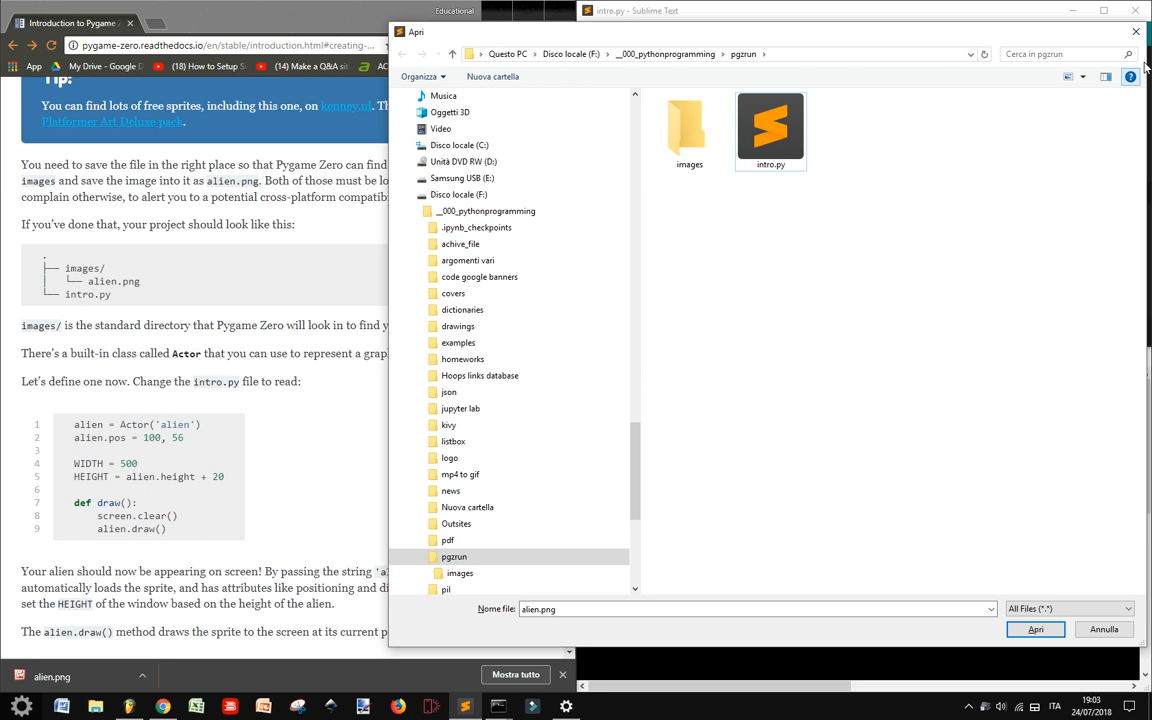 Educational
intro.py - Sublime Text
Introduction to Pygame Z
pygame-zero.readthedocs.io/en/stable/introduction.html#creating-...
App
My Drive - Google D
(18) How to Setup S
(17) Make a Q&A si
AC
Tip:
You can find lots of free sprites, including this one, on kenney.nl. Th
Platformer Art Deluxe pack.
You need to save the file in the right place so that Pygame Zero can find
images and save the image into it as alien.png. Both of those must be lo
complain otherwise, to alert you to a potential cross-platform compatibi
If you've done that, your project should look like this:
.
├── images/
│ └── alien.png
└── intro.py
images/ is the standard directory that Pygame Zero will look in to find y
There's a built-in class called Actor that you can use to represent a grap
Let's define one now. Change the intro.py file to read:
1 alien = Actor('alien')
2 alien.pos = 100, 56
3
4 WIDTH = 500
5 HEIGHT = alien.height + 20
6
7 def draw():
8 screen.clear()
9 alien.draw()
Your alien should now be appearing on screen! By passing the string 'al
automatically loads the sprite, and has attributes like positioning and di
set the HEIGHT of the window based on the height of the alien.
The alien.draw() method draws the sprite to the screen at its current p
Apri
Questo PC
Disco locale (F:)
__000_pythonprogramming
pgzrun
Cerca in pgzrun
Organizza
Nuova cartella
Musica
Oggetti 3D
Video
Disco locale (C:)
Unità DVD RW (D:)
Samsung USB (E:)
Disco locale (F:)
__000_pythonprogramming
.ipynb_checkpoints
achive_file
argomenti vari
code google banners
covers
dictionaries
drawings
examples
homeworks
Hoops links database
json
jupyter lab
kivy
listbox
logo
mp4 to gif
news
Nuova cartella
Outsites
pdf
pgzrun
images
pil
images
intro.py
Nome file:
alien.png
All Files (*.*)
Apri
Annulla
alien.png
Mostra tutto
ITA
19:03
24/07/2018